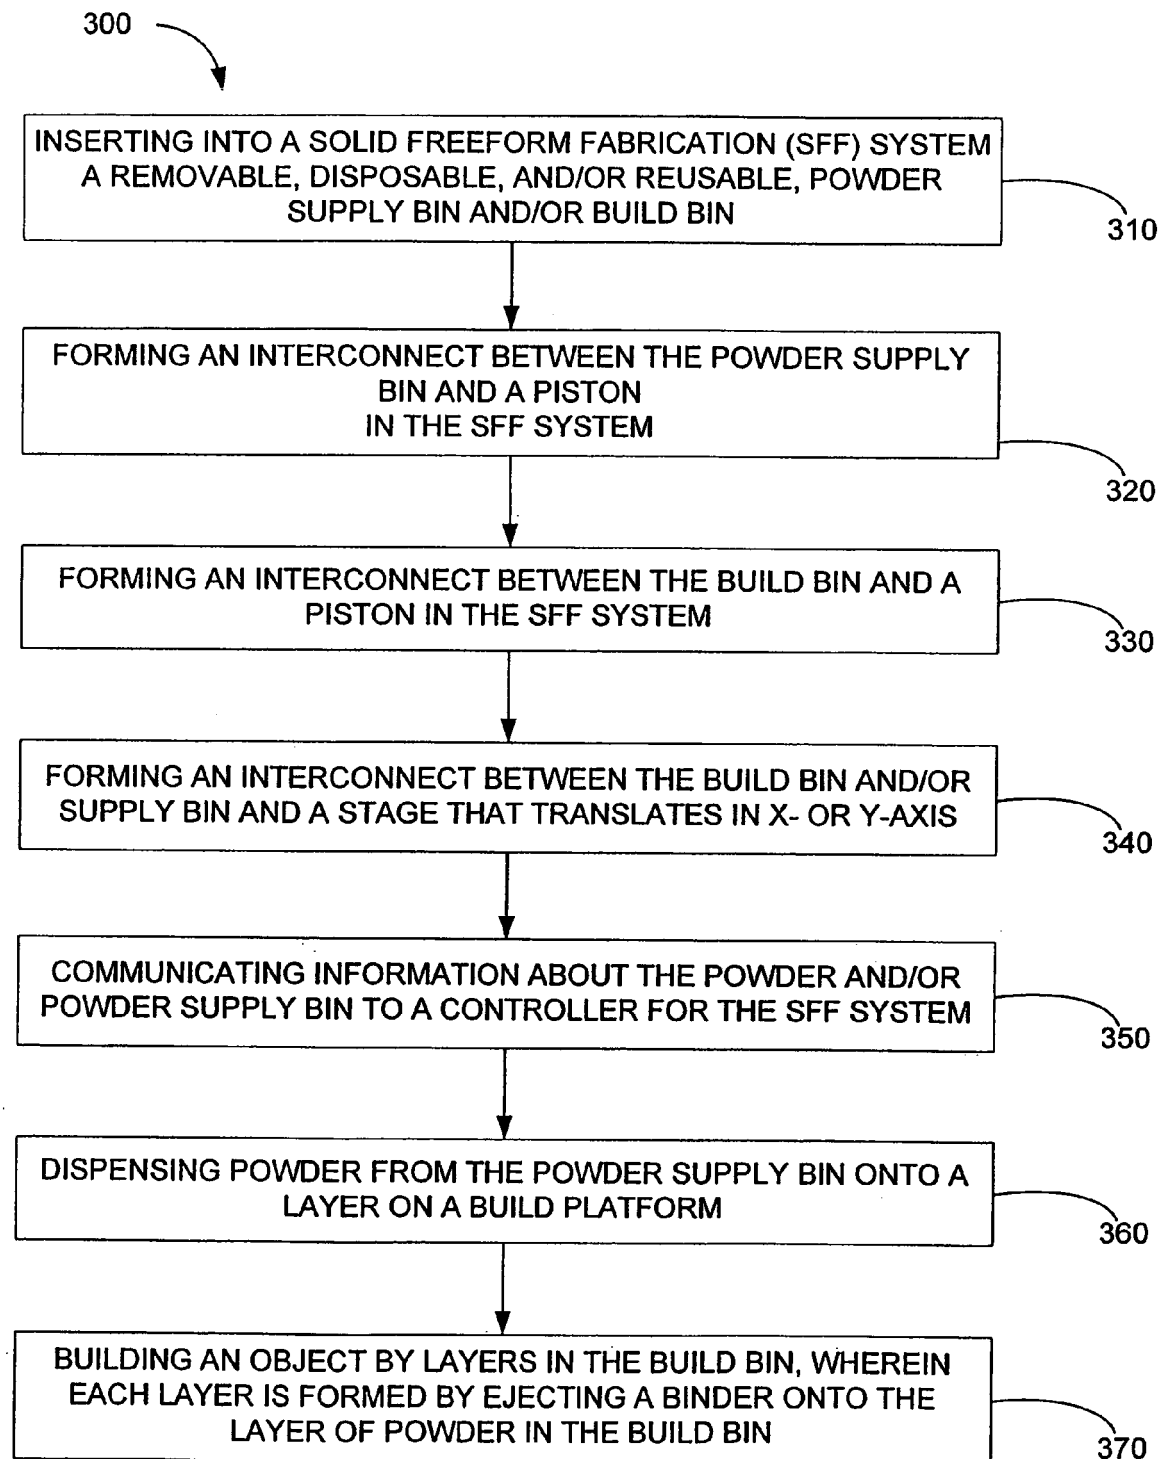 300
INSERTING INTO A SOLID FREEFORM FABRICATION (SFF) SYSTEM
A REMOVABLE, DISPOSABLE, AND/OR REUSABLE, POWDER
SUPPLY BIN AND/OR BUILD BIN
310
FORMING AN INTERCONNECT BETWEEN THE POWDER SUPPLY
BIN AND A PISTON
IN THE SFF SYSTEM
320
FORMING AN INTERCONNECT BETWEEN THE BUILD BIN AND A
PISTON IN THE SFF SYSTEM
330
FORMING AN INTERCONNECT BETWEEN THE BUILD BIN AND/OR
SUPPLY BIN AND A STAGE THAT TRANSLATES IN X- OR Y-AXIS
340
COMMUNICATING INFORMATION ABOUT THE POWDER AND/OR
POWDER SUPPLY BIN TO A CONTROLLER FOR THE SFF SYSTEM
350
DISPENSING POWDER FROM THE POWDER SUPPLY BIN ONTO A
LAYER ON A BUILD PLATFORM
360
BUILDING AN OBJECT BY LAYERS IN THE BUILD BIN, WHEREIN
EACH LAYER IS FORMED BY EJECTING A BINDER ONTO THE
LAYER OF POWDER IN THE BUILD BIN
370